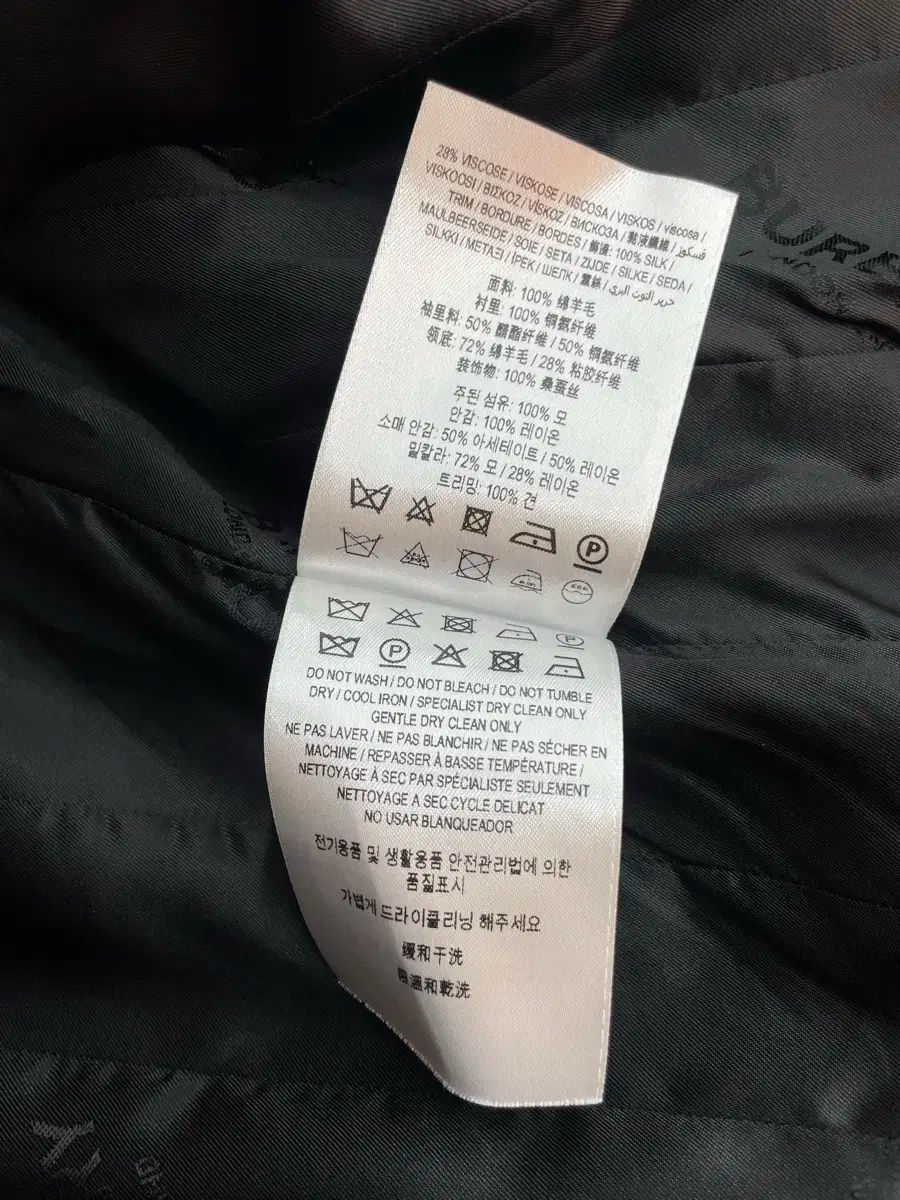 28% VISCOSE / VISKOSE / VISCOSA / VISKOS / viscosa /
VISKOOSI / ΒΙΣΚΟΖ / VİSKOZ / ВИСКОЗА / 黏液纖維 / فسكوز
TRIM / BORDURE / BORDES / 飾邊: 100% SILK /
MAULBEERSEIDE / SOIE / SETA / ZIJDE / SILKE / SEDA /
SILKKI / ΜΕΤΑΞΙ / İPEK / ШЕЛК / 蠶絲 / حرير التوت البري
面料: 100% 绵羊毛
衬里: 100% 铜氨纤维
袖里料: 50% 醋酯纤维 / 50% 铜氨纤维
领底: 72% 绵羊毛 / 28% 粘胶纤维
装饰物: 100% 桑蚕丝
주된 섬유: 100% 모
안감: 100% 레이온
소매 안감: 50% 아세테이트 / 50% 레이온
밑칼라: 72% 모 / 28% 레이온
트리밍: 100% 견
P
P
P
DO NOT WASH / DO NOT BLEACH / DO NOT TUMBLE
DRY / COOL IRON / SPECIALIST DRY CLEAN ONLY
GENTLE DRY CLEAN ONLY
NE PAS LAVER / NE PAS BLANCHIR / NE PAS SÉCHER EN
MACHINE / REPASSER À BASSE TEMPÉRATURE /
NETTOYAGE À SEC PAR SPÉCIALISTE SEULEMENT
NETTOYAGE A SEC CYCLE DELICAT
NO USAR BLANQUEADOR
전기용품 및 생활용품 안전관리법에 의한
품질표시
가볍게 드라이클리닝 해주세요
缓和干洗
溫和乾洗
BURB